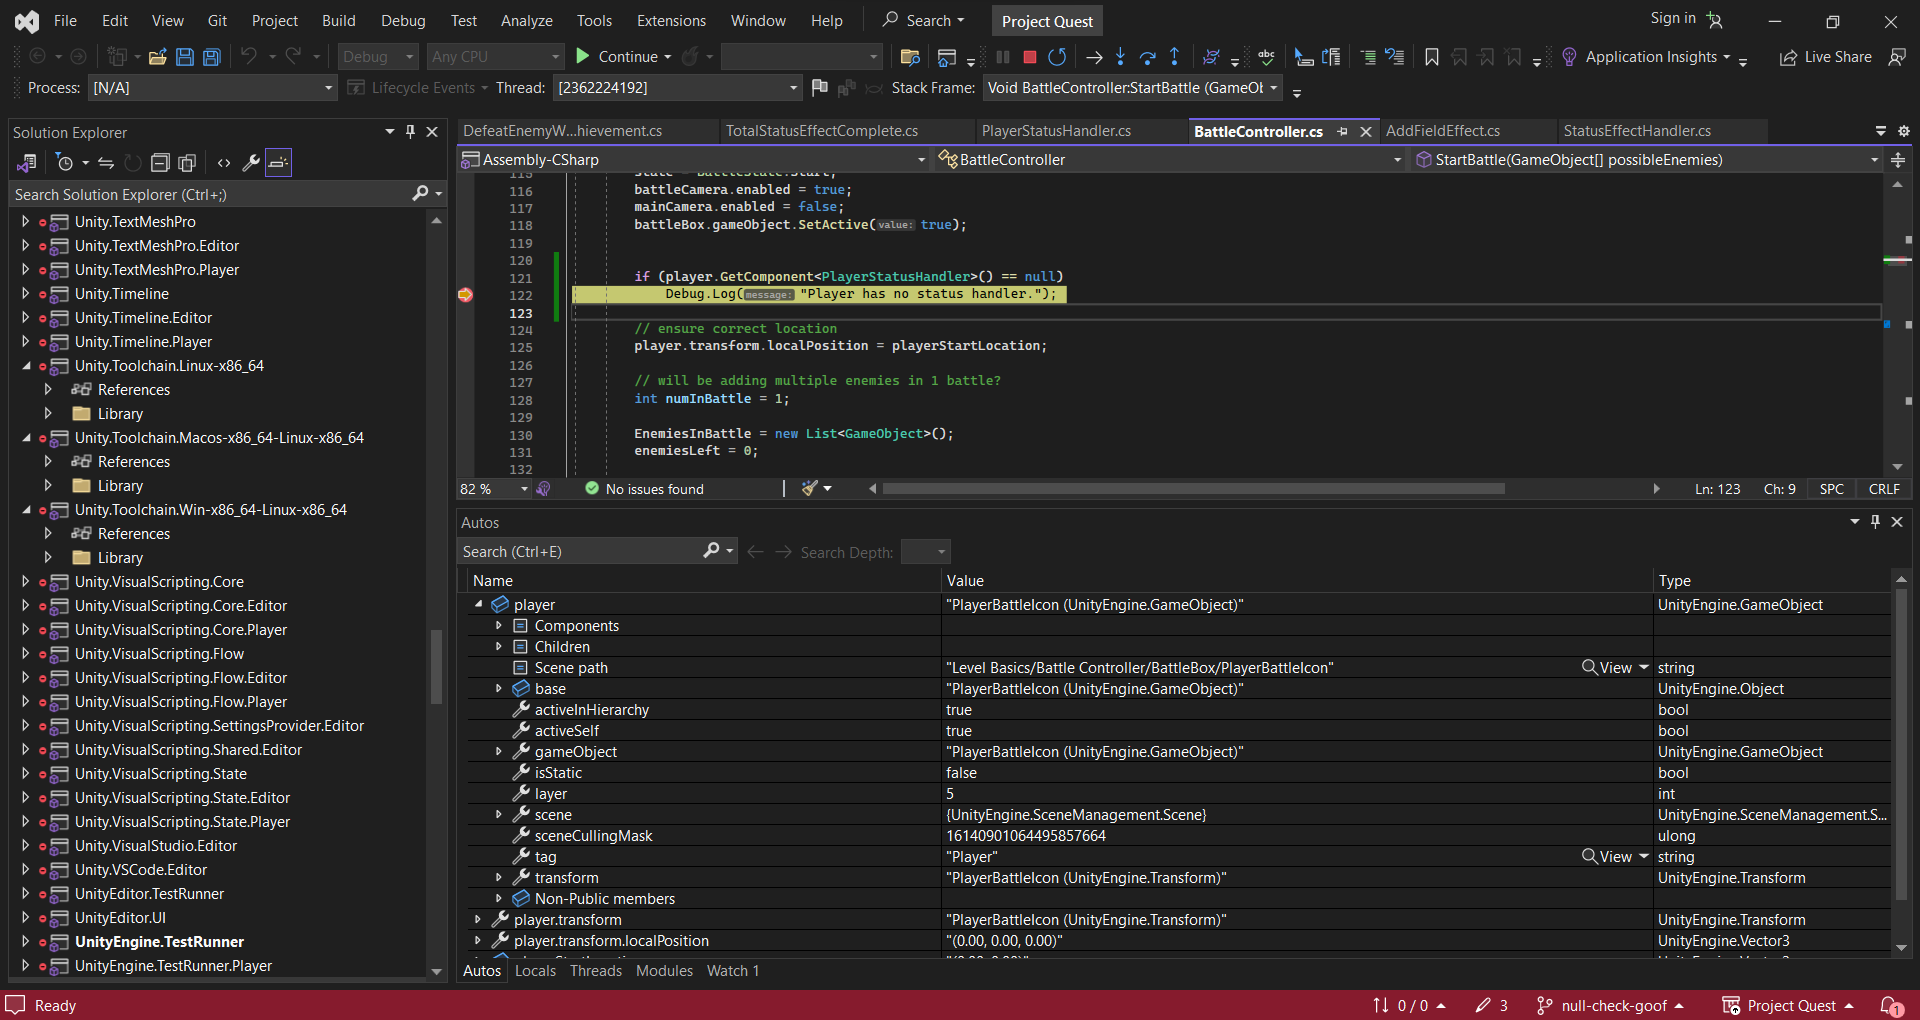 File Edit View Git Project Build Debug Test Analyze Tools Extensions Window Help Search Project Quest Sign in
Debug Any CPU Continue Application Insights Live Share
Process: [N/A] Lifecycle Events Theread: [2362224192] Stack Frame: Void BattleController:StartBattle (GameOl
Solution Explorer
Search Solution Explorer (Ctrl+;)
Unity.TextMeshPro
Unity.TextMeshPro.Editor
Unity.TextMeshPro.Player
Unity.Timeline
Unity.Timeline.Editor
Unity.Timeline.Player
Unity.Toolchain.Linux-x86_64
References
Library
Unity.Toolchain.Macos-x86_64-Linux-x86_64
References
Library
Unity.Toolchain.Win-x86_64-Linux-x86_64
References
Library
Unity.VisualScripting.Core
Unity.VisualScripting.Core.Editor
Unity.VisualScripting.Core.Player
Unity.VisualScripting.Flow
Unity.VisualScripting.Flow.Editor
Unity.VisualScripting.Flow.Player
Unity.VisualScripting.SettingsProvider.Editor
Unity.VisualScripting.Shared.Editor
Unity.VisualScripting.State
Unity.VisualScripting.State.Editor
Unity.VisualScripting.State.Player
Unity.VisualStudio.Editor
Unity.VSCode.Editor
UnityEditor.TestRunner
UnityEditor.UI
UnityEngine.TestRunner
UnityEngine.TestRunner.Player
DefeatEnemyW...hievement.cs TotalStatusEffectComplete.cs PlayerStatusHandler.cs BattleController.cs AddFieldEffect.cs StatusEffectHandler.cs
Assembly-CSharp BattleController StartBattle(GameObject[] possibleEnemies)
115 state = BattleState.Start;
116 battleCamera.enabled = true;
117 mainCamera.enabled = false;
118 battleBox.gameObject.SetActive(value: true);
119
120
121 if (player.GetComponent<PlayerStatusHandler>() == null)
122 Debug.Log(message: "Player has no status handler.");
123
124 // ensure correct location
125 player.transform.localPosition = playerStartLocation;
126
127 // will be adding multiple enemies in 1 battle?
128 int numInBattle = 1;
129
130 EnemiesInBattle = new List<GameObject>();
131 enemiesLeft = 0;
132
82 % No issues found Ln: 123 Ch: 9 SPC CRLF
Autos
Search (Ctrl+E) Search Depth:
Name Value Type
player "PlayerBattleIcon (UnityEngine.GameObject)" UnityEngine.GameObject
Components
Children
Scene path "Level Basics/Battle Controller/BattleBox/PlayerBattleIcon" View string
base "PlayerBattleIcon (UnityEngine.GameObject)" UnityEngine.Object
activeInHierarchy true bool
activeSelf true bool
gameObject "PlayerBattleIcon (UnityEngine.GameObject)" UnityEngine.GameObject
isStatic false bool
layer 5 int
scene {UnityEngine.SceneManagement.Scene} UnityEngine.SceneManagement.S...
sceneCullingMask 16140901064495857664 ulong
tag "Player" View string
transform "PlayerBattleIcon (UnityEngine.Transform)" UnityEngine.Transform
Non-Public members
player.transform "PlayerBattleIcon (UnityEngine.Transform)" UnityEngine.Transform
player.transform.localPosition "(0.00, 0.00, 0.00)" UnityEngine.Vector3
Autos Locals Threads Modules Watch 1
Ready 0 / 0 3 null-check-goof Project Quest 1